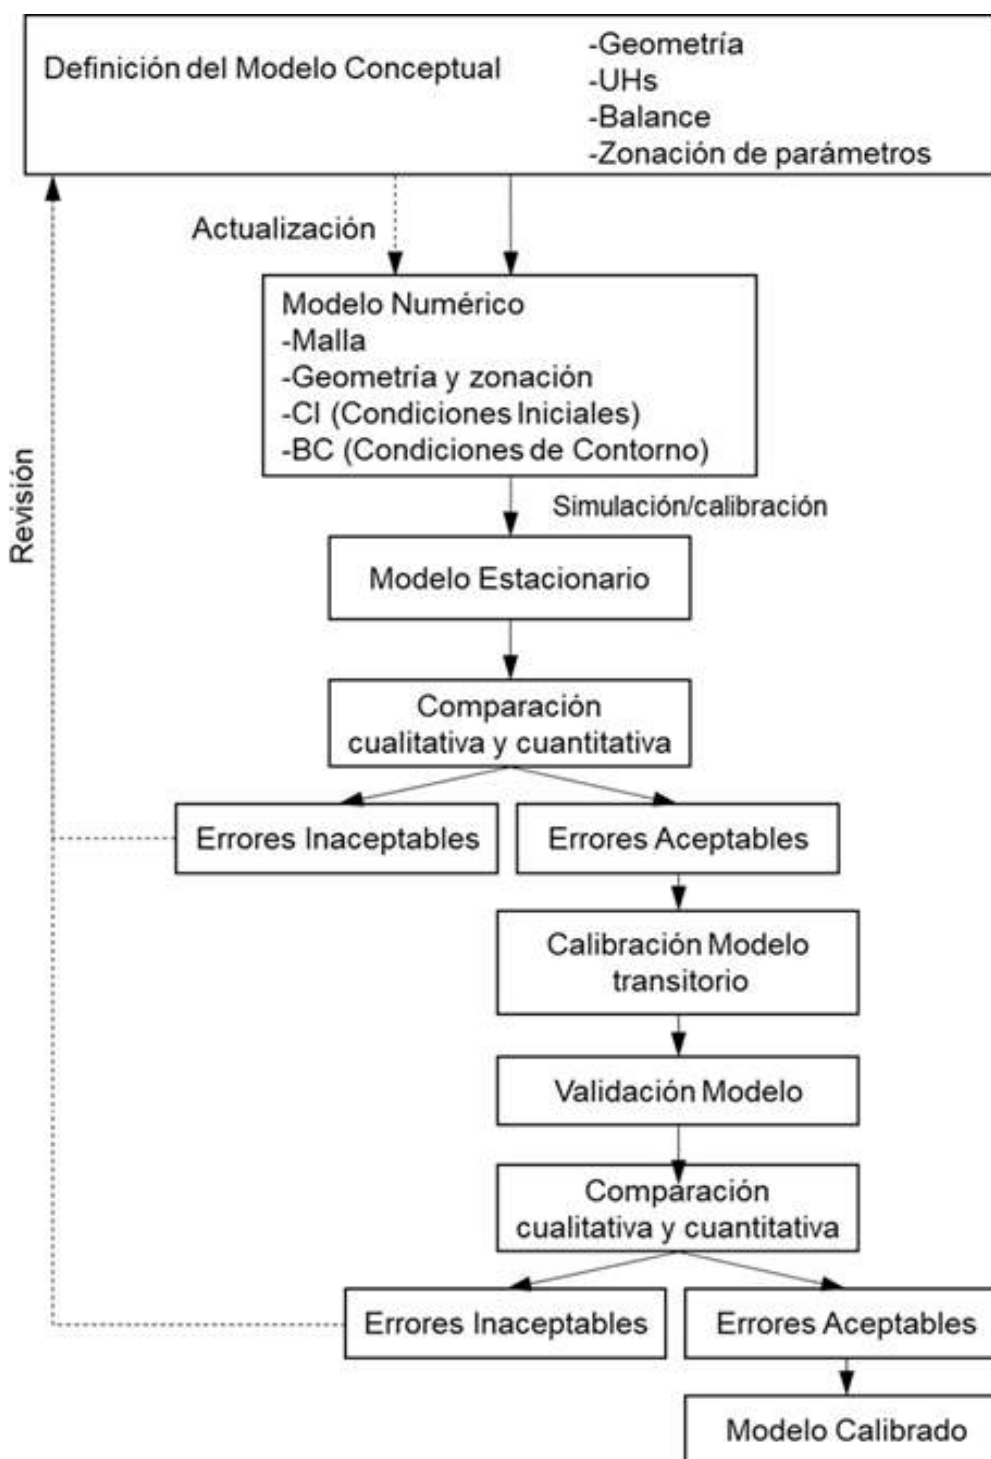 Definición del Modelo Conceptual
-Geometría
-UHs
-Balance
-Zonación de parámetros
Actualización
Modelo Numérico
-Malla
-Geometría y zonación
-CI (Condiciones Iniciales)
-BC (Condiciones de Contorno)
Revisión
Simulación/calibración
Modelo Estacionario
Comparación
cualitativa y cuantitativa
Errores Inaceptables
Errores Aceptables
Calibración Modelo
transitorio
Validación Modelo
Comparación
cualitativa y cuantitativa
Errores Inaceptables
Errores Aceptables
Modelo Calibrado